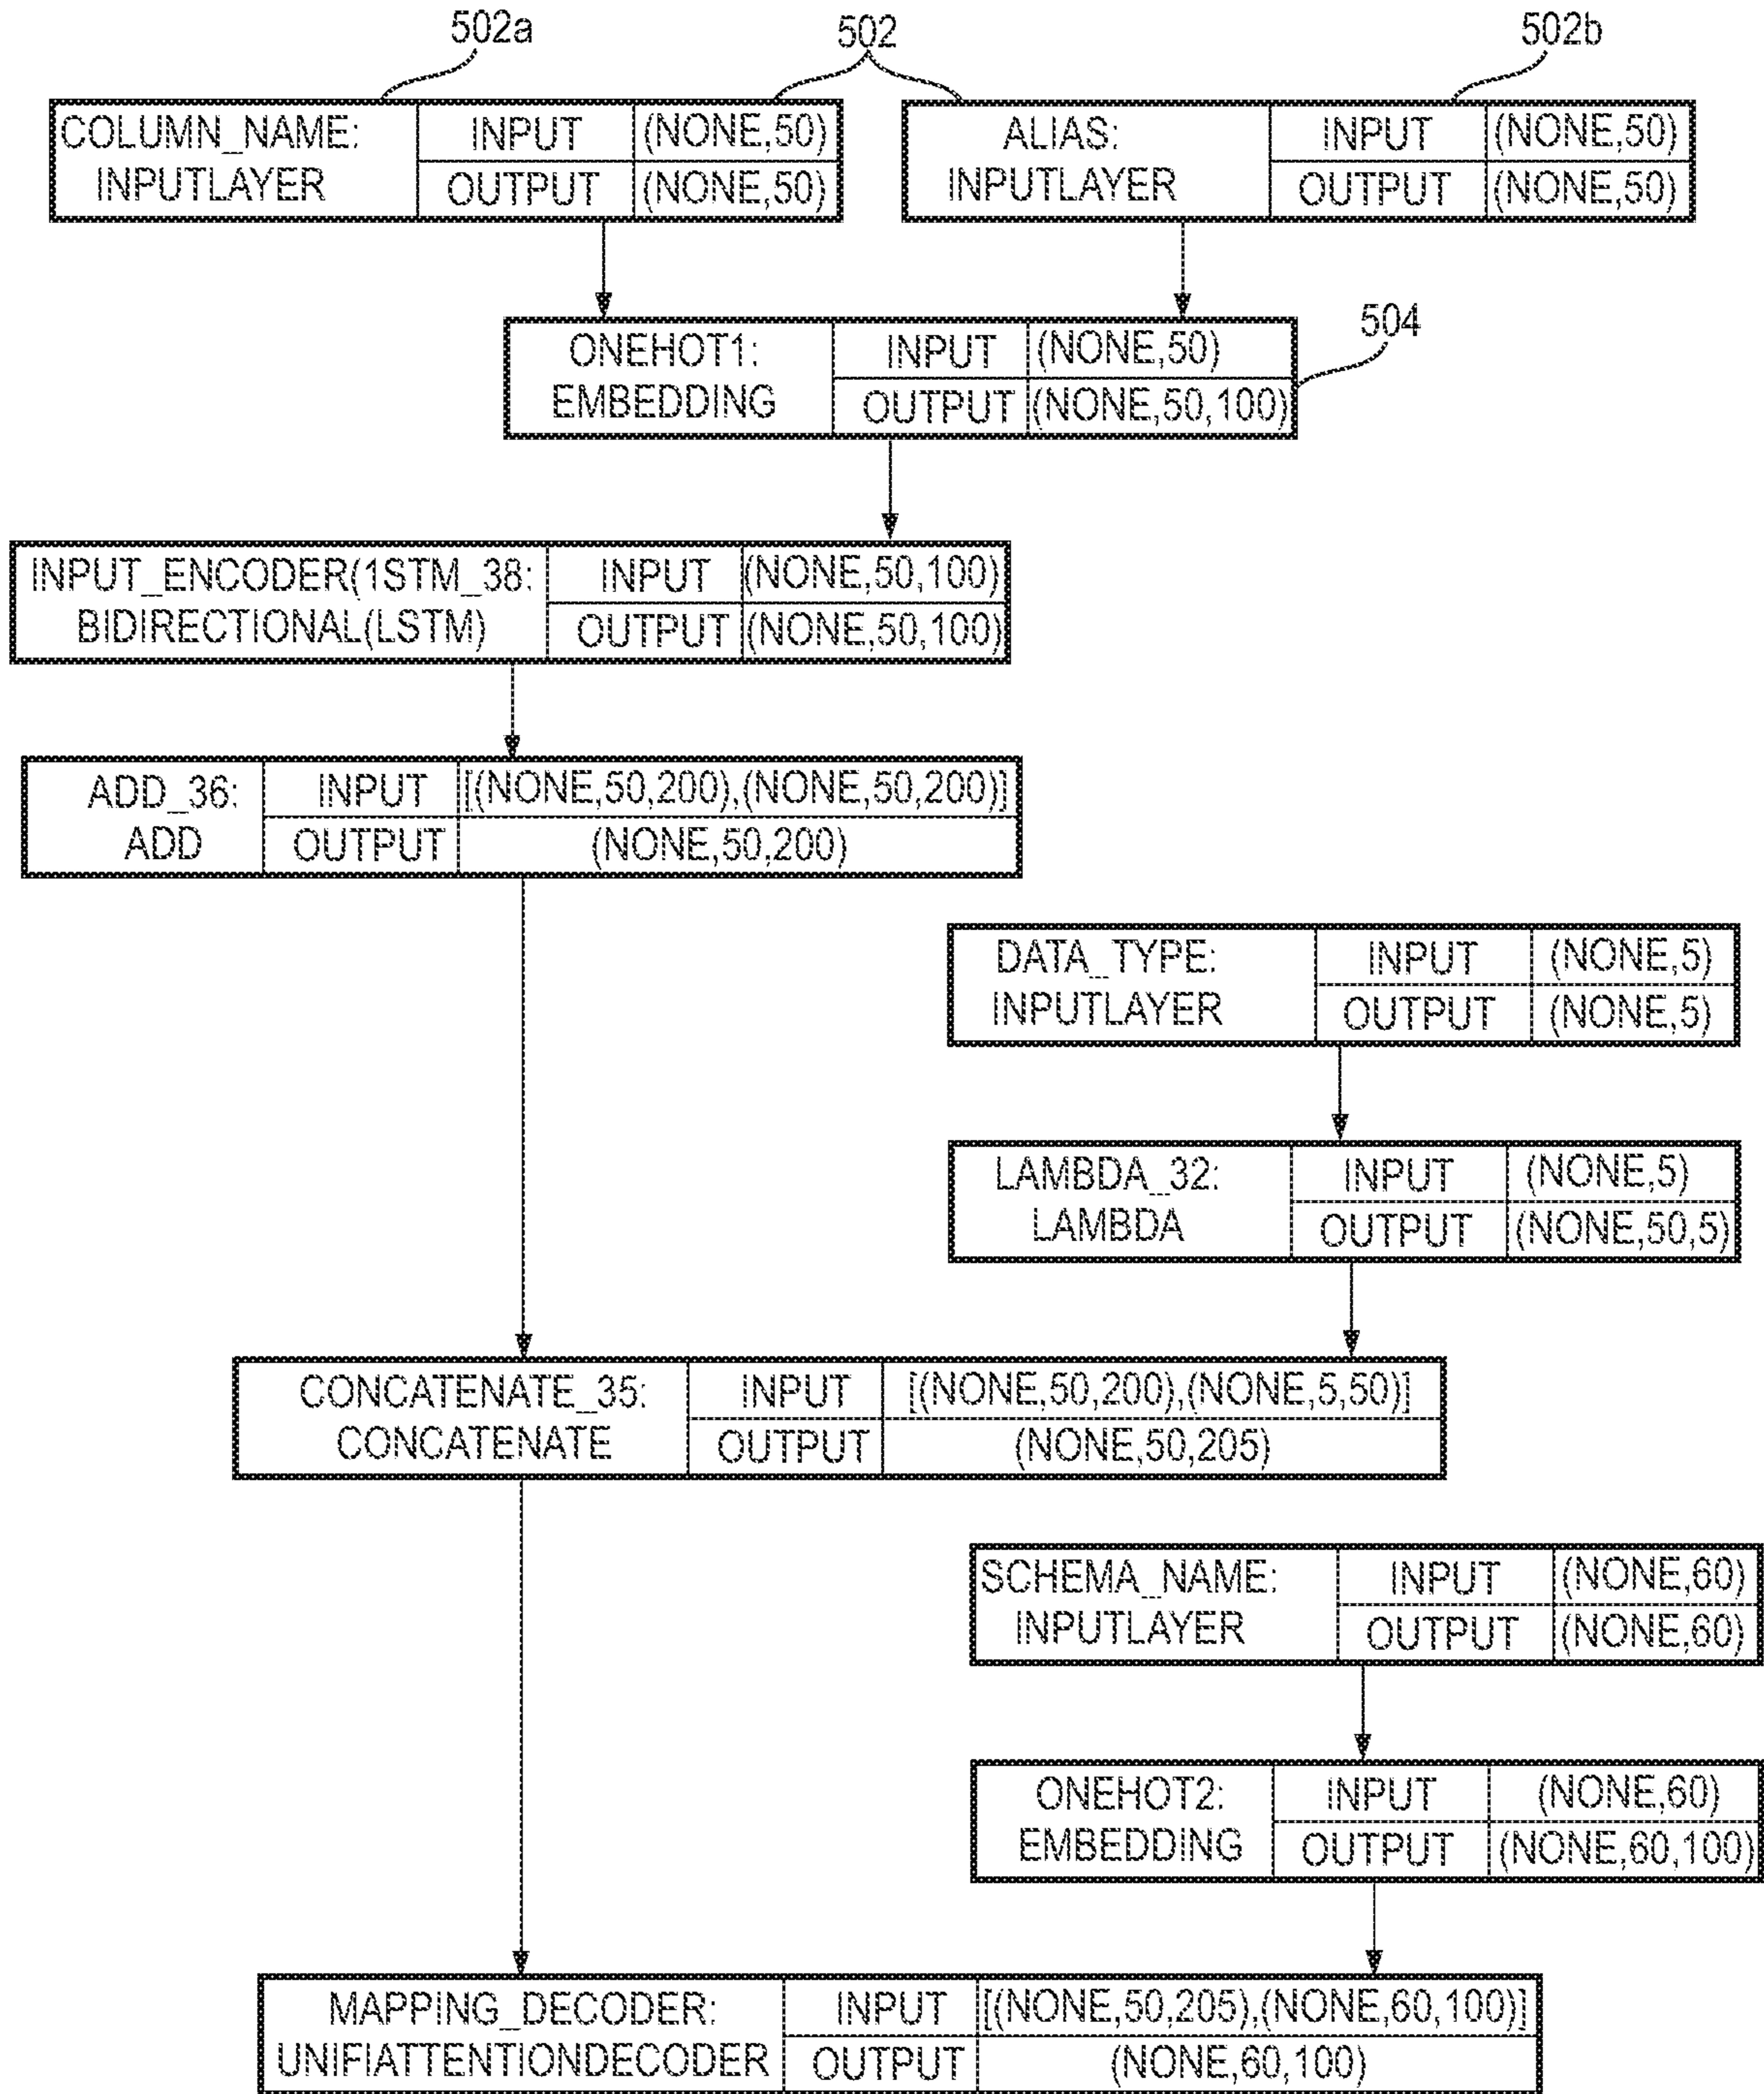 502a 502 502b
COLUMN_NAME: INPUT (NONE,50)
INPUTLAYER OUTPUT (NONE,50)
ALIAS: INPUT (NONE,50)
INPUTLAYER OUTPUT (NONE,50)
504
ONEHOT1: INPUT (NONE,50)
EMBEDDING OUTPUT (NONE,50,100)
INPUT_ENCODER(1STM_38: INPUT (NONE,50,100)
BIDIRECTIONAL(LSTM) OUTPUT (NONE,50,100)
ADD_36: INPUT [(NONE,50,200),(NONE,50,200)]
ADD OUTPUT (NONE,50,200)
DATA_TYPE: INPUT (NONE,5)
INPUTLAYER OUTPUT (NONE,5)
LAMBDA_32: INPUT (NONE,5)
LAMBDA OUTPUT (NONE,50,5)
CONCATENATE_35: INPUT [(NONE,50,200),(NONE,5,50)]
CONCATENATE OUTPUT (NONE,50,205)
SCHEMA_NAME: INPUT (NONE,60)
INPUTLAYER OUTPUT (NONE,60)
ONEHOT2: INPUT (NONE,60)
EMBEDDING OUTPUT (NONE,60,100)
MAPPING_DECODER: INPUT [(NONE,50,205),(NONE,60,100)]
UNIFIATTENTIONDECODER OUTPUT (NONE,60,100)